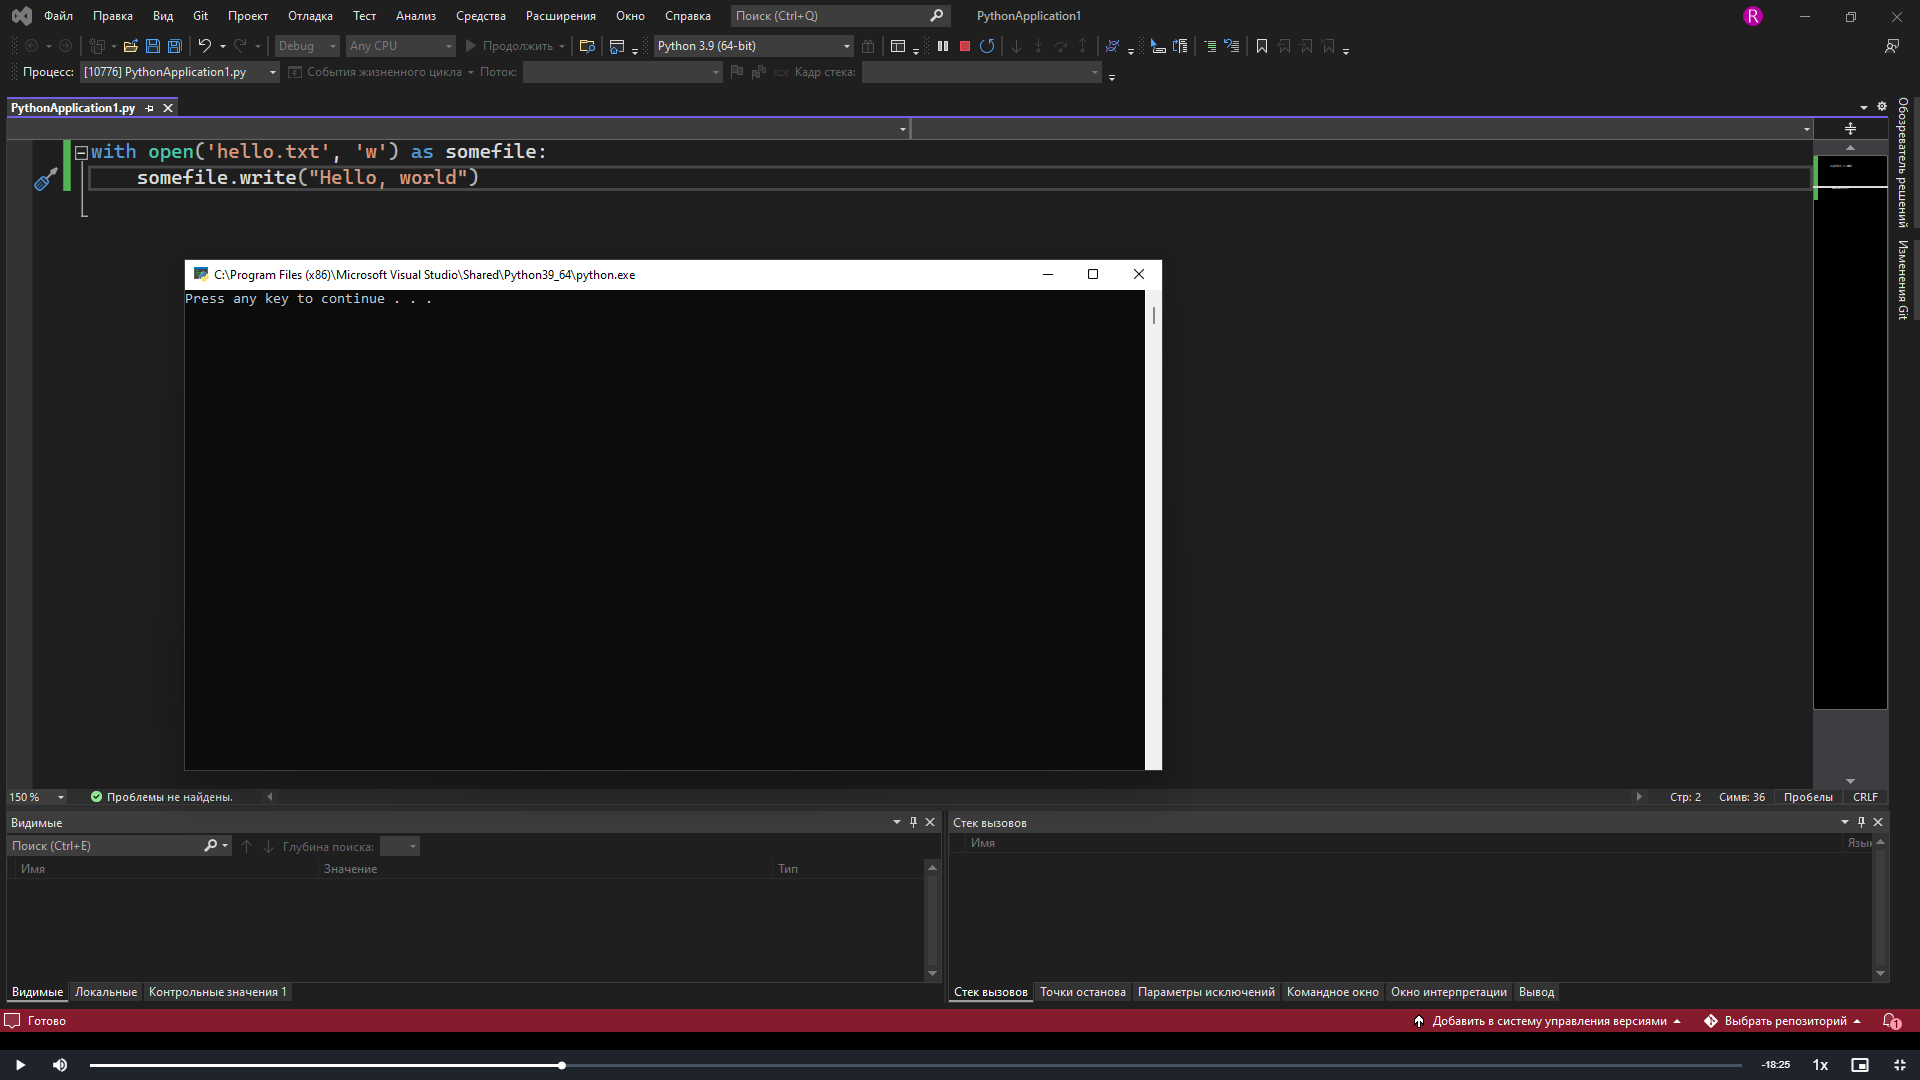 Файл Правка Вид Git Проект Отладка Тест Анализ Средства Расширения Окно Справка Поиск (Ctrl+Q) PythonApplication1 R
Debug Any CPU Продолжить Python 3.9 (64-bit)
Процесс: [10776] PythonApplication1.py События жизненного цикла Поток: Кадр стека:
PythonApplication1.py
with open('hello.txt', 'w') as somefile:
somefile.write("Hello, world")
C:\Program Files (x86)\Microsoft Visual Studio\Shared\Python39_64\python.exe
Press any key to continue . . .
Обозреватель решений
Изменения Git
150 % Проблемы не найдены. Стр: 2 Симв: 36 Пробелы CRLF
Видимые
Поиск (Ctrl+E) Глубина поиска:
Имя Значение Тип
Стек вызовов
Имя Язык
Видимые Локальные Контрольные значения 1
Стек вызовов Точки останова Параметры исключений Командное окно Окно интерпретации Вывод
Готово Добавить в систему управления версиями Выбрать репозиторий 1
-18:25 1x